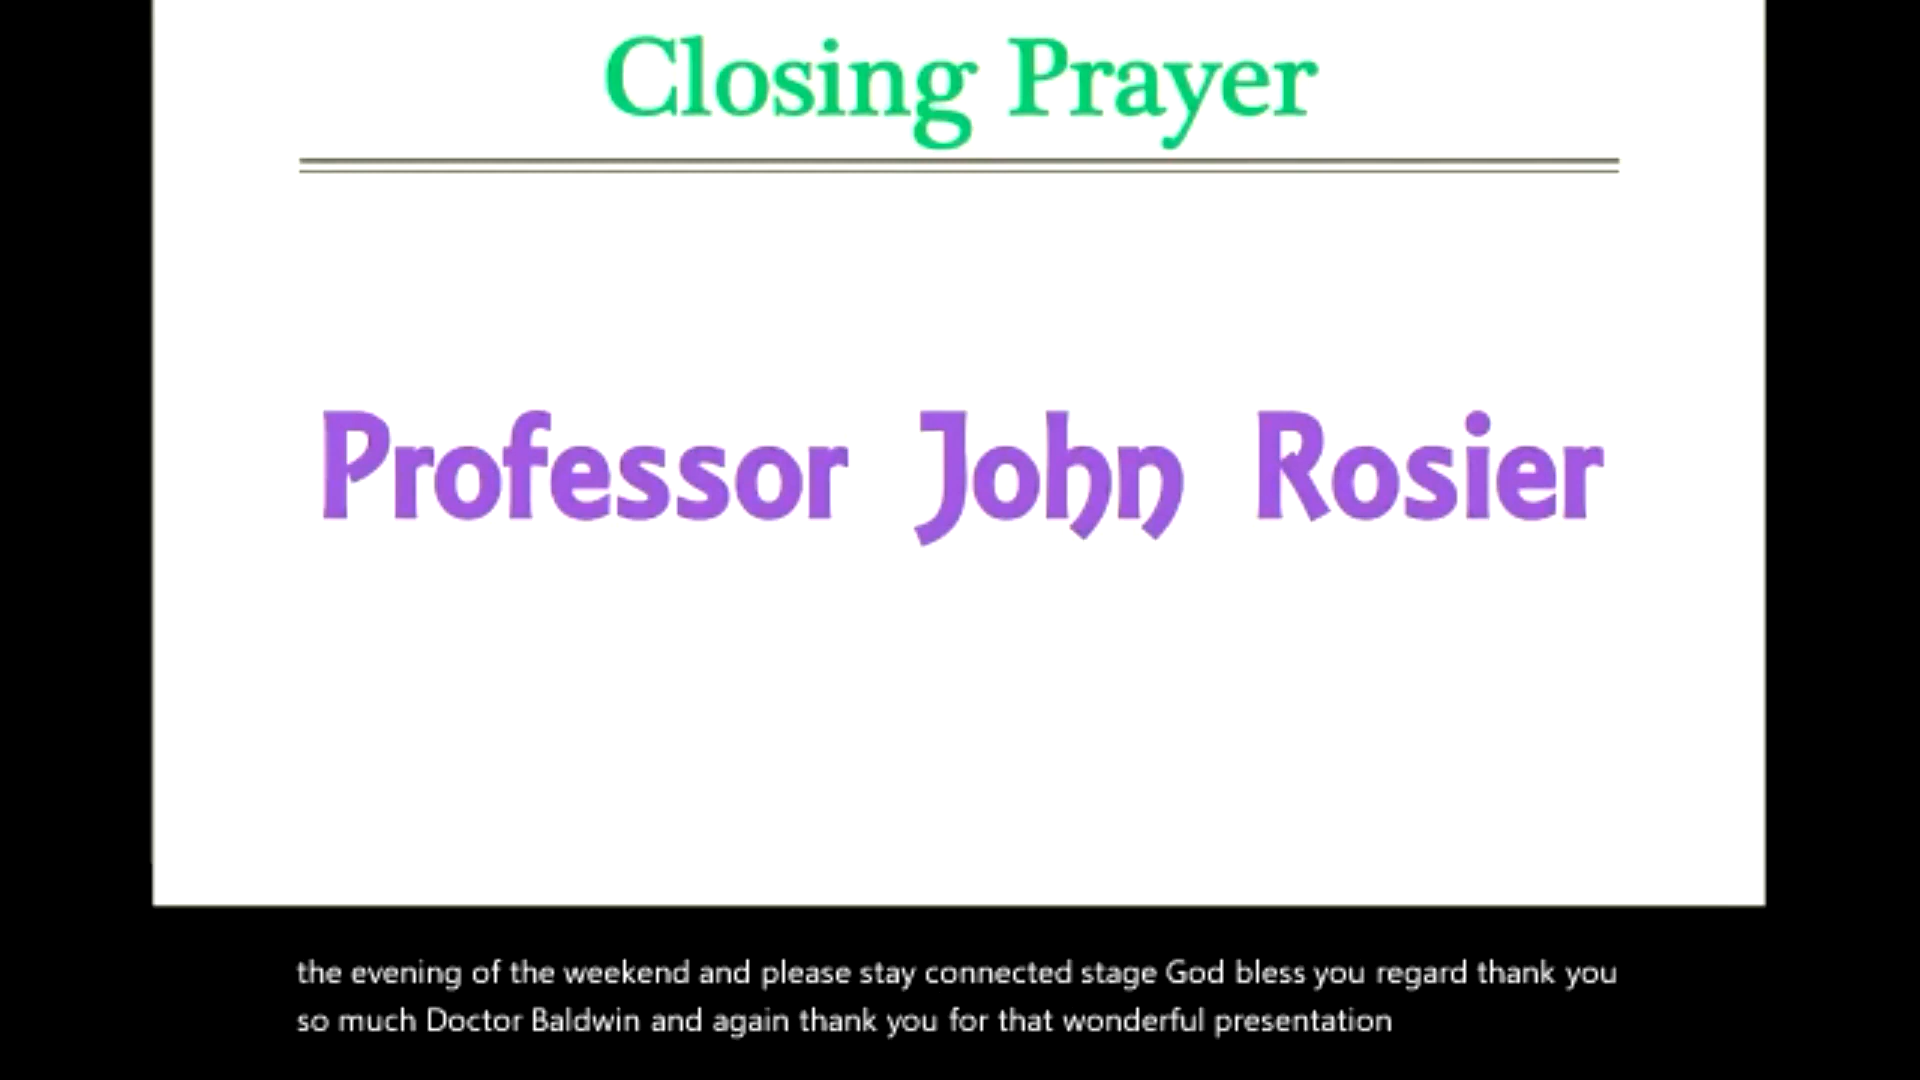 Closing Prayer
Professor John Rosier
the evening of the weekend and please stay connected stage God bless you regard thank you
so much Doctor Baldwin and again thank you for that wonderful presentation